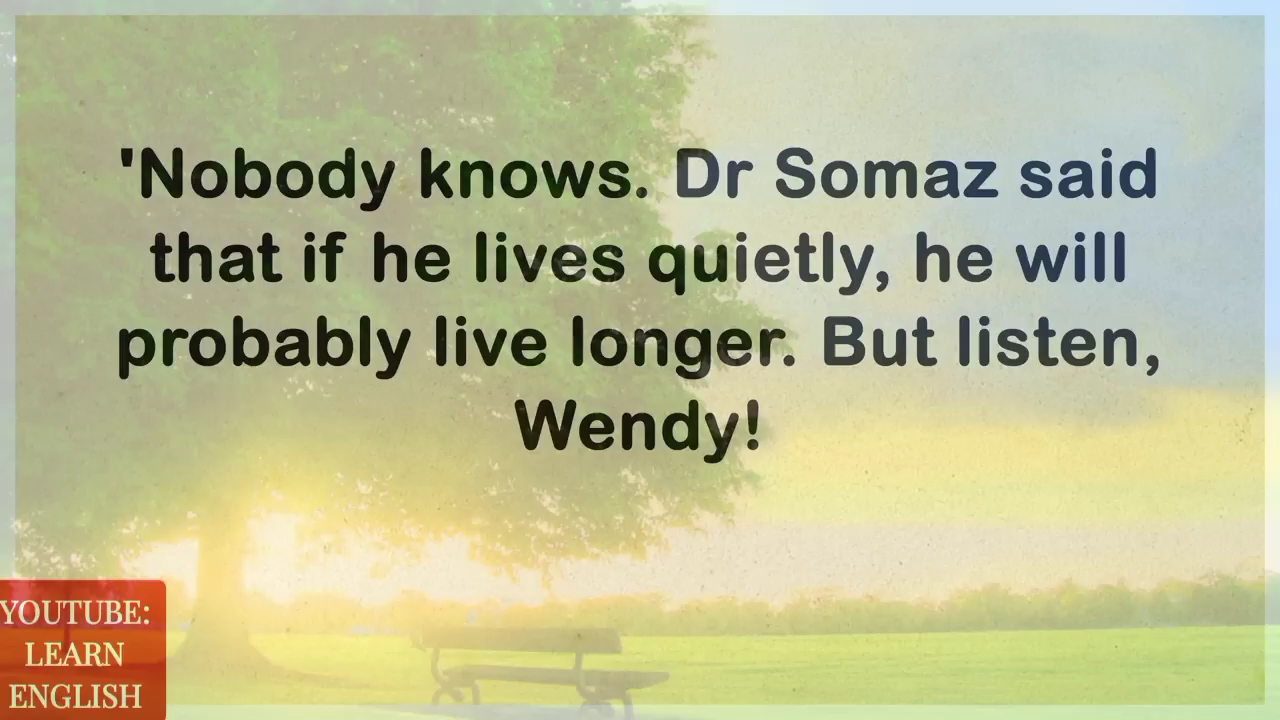 'Nobody knows. Dr Somaz said
that if he lives quietly, he will
probably live longer. But listen,
Wendy!
YOUTUBE:
LEARN
ENGLISH